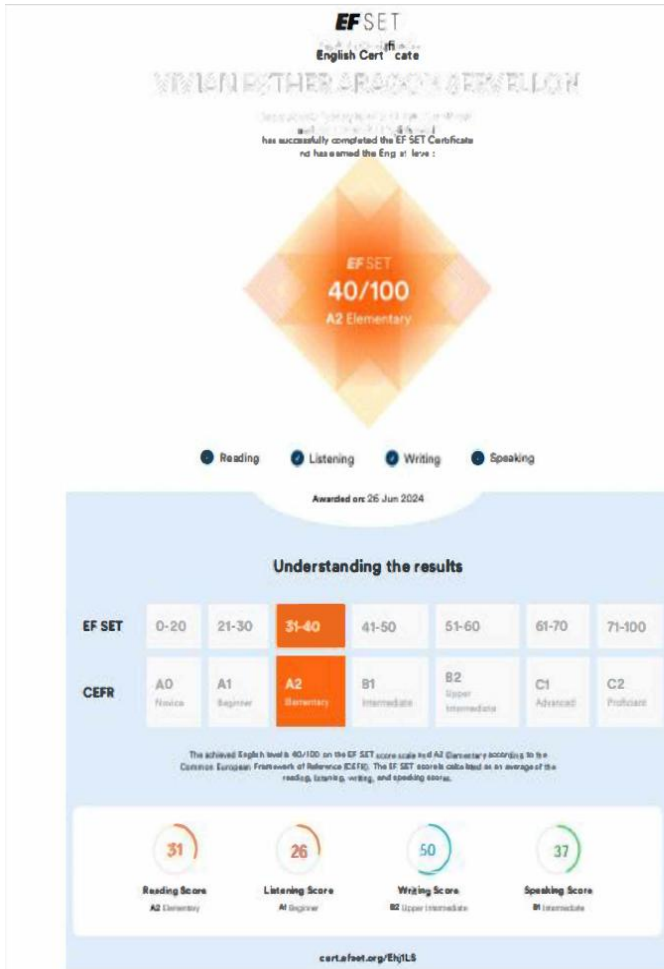 EFSET
English Certificate
VIVIAN ESTHER ARAGON SERVELLON
has successfully completed the EF SET Certificate
and has earned the English level:
EFSET
40/100
A2 Elementary
Reading Listening Writing Speaking
Awarded on: 26 Jun 2024
Understanding the results
EF SET 0-20 21-30 31-40 41-50 51-60 61-70 71-100
CEFR A0 A1 A2 B1 B2 C1 C2
Novice Beginner Elementary Intermediate Upper Intermediate Advanced Proficient
The achieved English level is 40/100 on the EF SET score scale and A2 Elementary according to the
Common European Framework of Reference (CEFR). The EF SET score is calculated as an average of the
reading, listening, writing, and speaking scores.
31 26 50 37
Reading Score Listening Score Writing Score Speaking Score
A2 Elementary A1 Beginner B2 Upper Intermediate B1 Intermediate
cert.efset.org/Ehj1LS